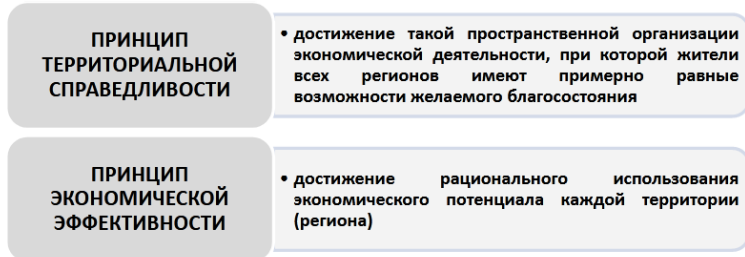 ПРИНЦИП
ТЕРРИТОРИАЛЬНОЙ
СПРАВЕДЛИВОСТИ
• достижение такой пространственной организации
экономической деятельности, при которой жители
всех регионов имеют примерно равные
возможности желаемого благосостояния
ПРИНЦИП
ЭКОНОМИЧЕСКОЙ
ЭФФЕКТИВНОСТИ
• достижение рационального использования
экономического потенциала каждой территории
(региона)